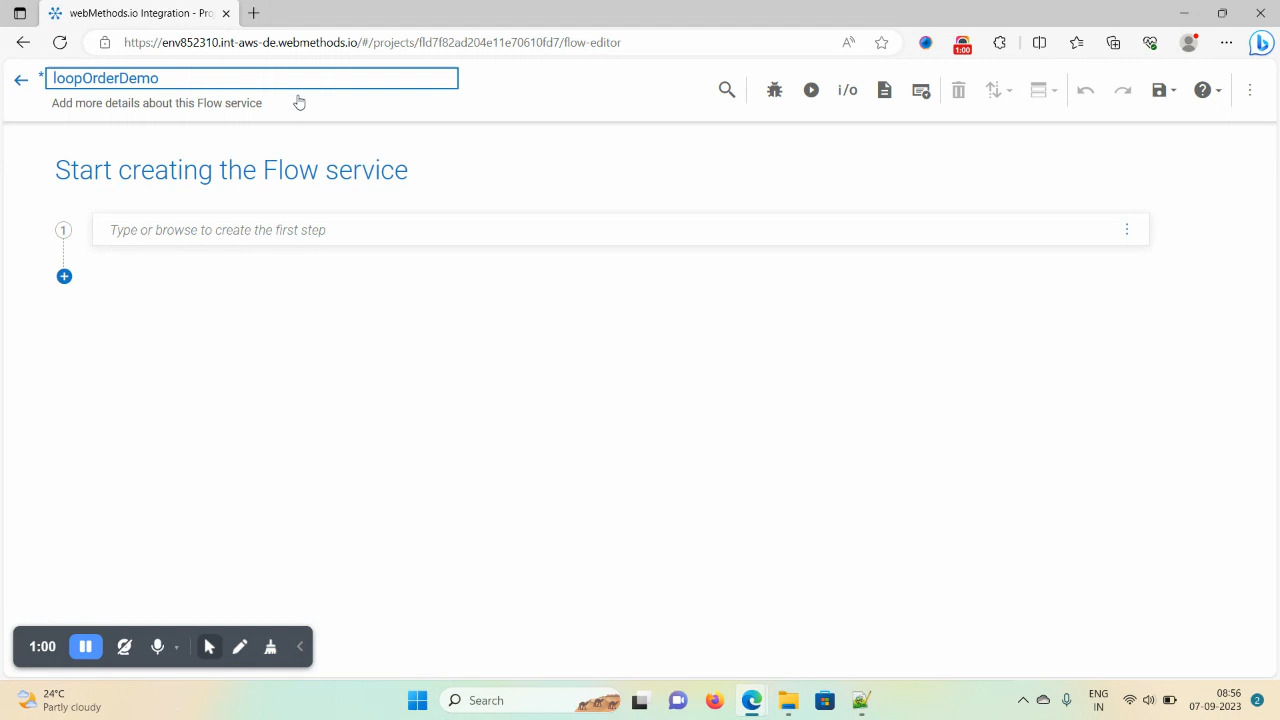 webMethods.io Integration - Pro
https://env852310.int-aws-de.webmethods.io/#/projects/fld7f82ad204e11e70610fd7/flow-editor
1:00
* loopOrderDemo
Add more details about this Flow service
i/o
Start creating the Flow service
1 Type or browse to create the first step
1:00
24°C
Partly cloudy
Search
ENG
IN
08:56
07-09-2023
2